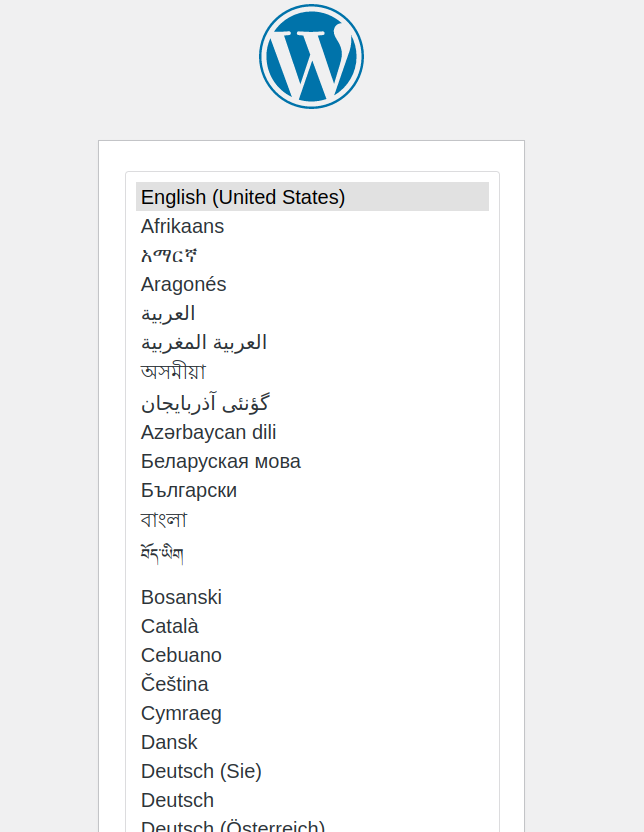 English (United States)
Afrikaans
አማርኛ
Aragonés
العربية
العربية المغربية
অসমীয়া
گؤنئی آذربایجان
Azərbaycan dili
Беларуская мова
Български
বাংলা
བོད་ཡིག
Bosanski
Català
Cebuano
Čeština
Cymraeg
Dansk
Deutsch (Sie)
Deutsch
Deutsch (Österreich)